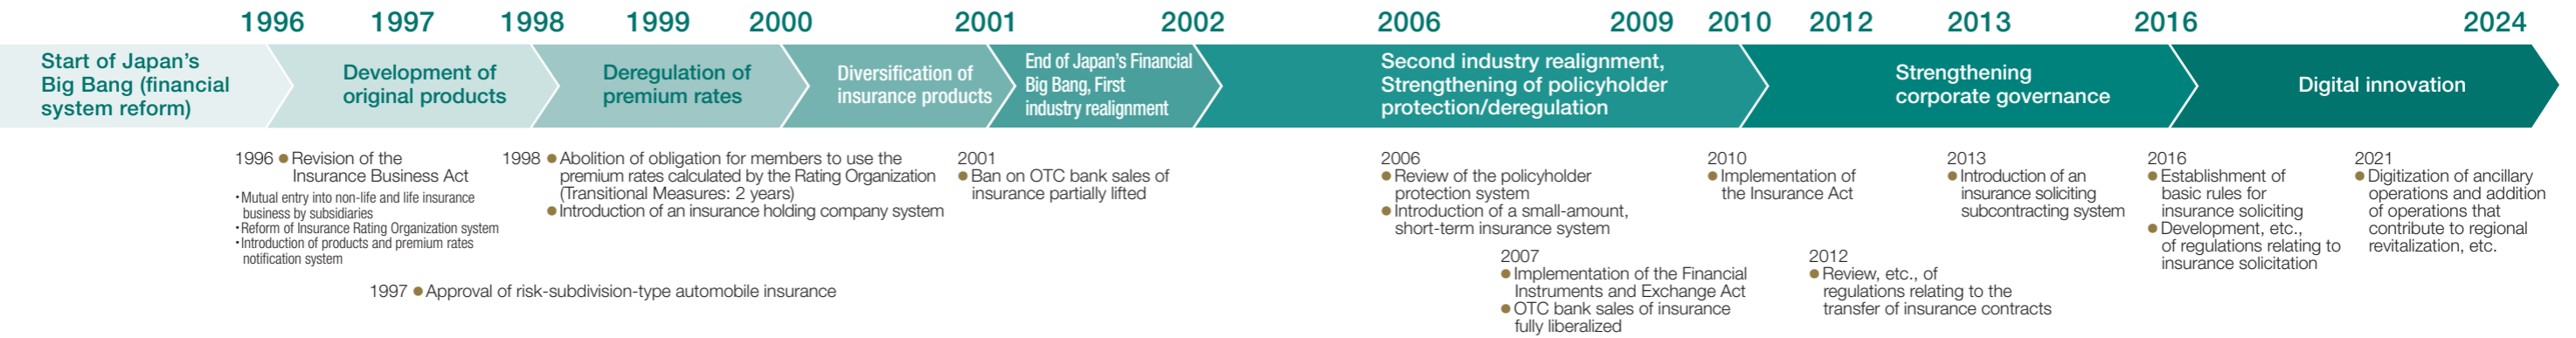 1996 1997 1998 1999 2000 2001 2002 2006 2009 2010 2012 2013 2016 2024
Start of Japan's
Big Bang (financial
system reform)
Development of
original products
Deregulation of
premium rates
Diversification of
insurance products
End of Japan's Financial
Big Bang, First
industry realignment
Second industry realignment,
Strengthening of policyholder
protection/deregulation
Strengthening
corporate governance
Digital innovation
1996 ●Revision of the
Insurance Business Act
・Mutual entry into non-life and life insurance
business by subsidiaries
・Reform of Insurance Rating Organization system
・Introduction of products and premium rates
notification system
1997 ●Approval of risk-subdivision-type automobile insurance
1998 ●Abolition of obligation for members to use the
premium rates calculated by the Rating Organization
(Transitional Measures: 2 years)
●Introduction of an insurance holding company system
2001
●Ban on OTC bank sales of
insurance partially lifted
2006
●Review of the policyholder
protection system
●Introduction of a small-amount,
short-term insurance system
2007
●Implementation of the Financial
Instruments and Exchange Act
●OTC bank sales of insurance
fully liberalized
2010
●Implementation of
the Insurance Act
2012
●Review, etc., of
regulations relating to the
transfer of insurance contracts
2013
●Introduction of an
insurance soliciting
subcontracting system
2016
●Establishment of
basic rules for
insurance soliciting
●Development, etc.,
of regulations relating to
insurance solicitation
2021
●Digitization of ancillary
operations and addition
of operations that
contribute to regional
revitalization, etc.